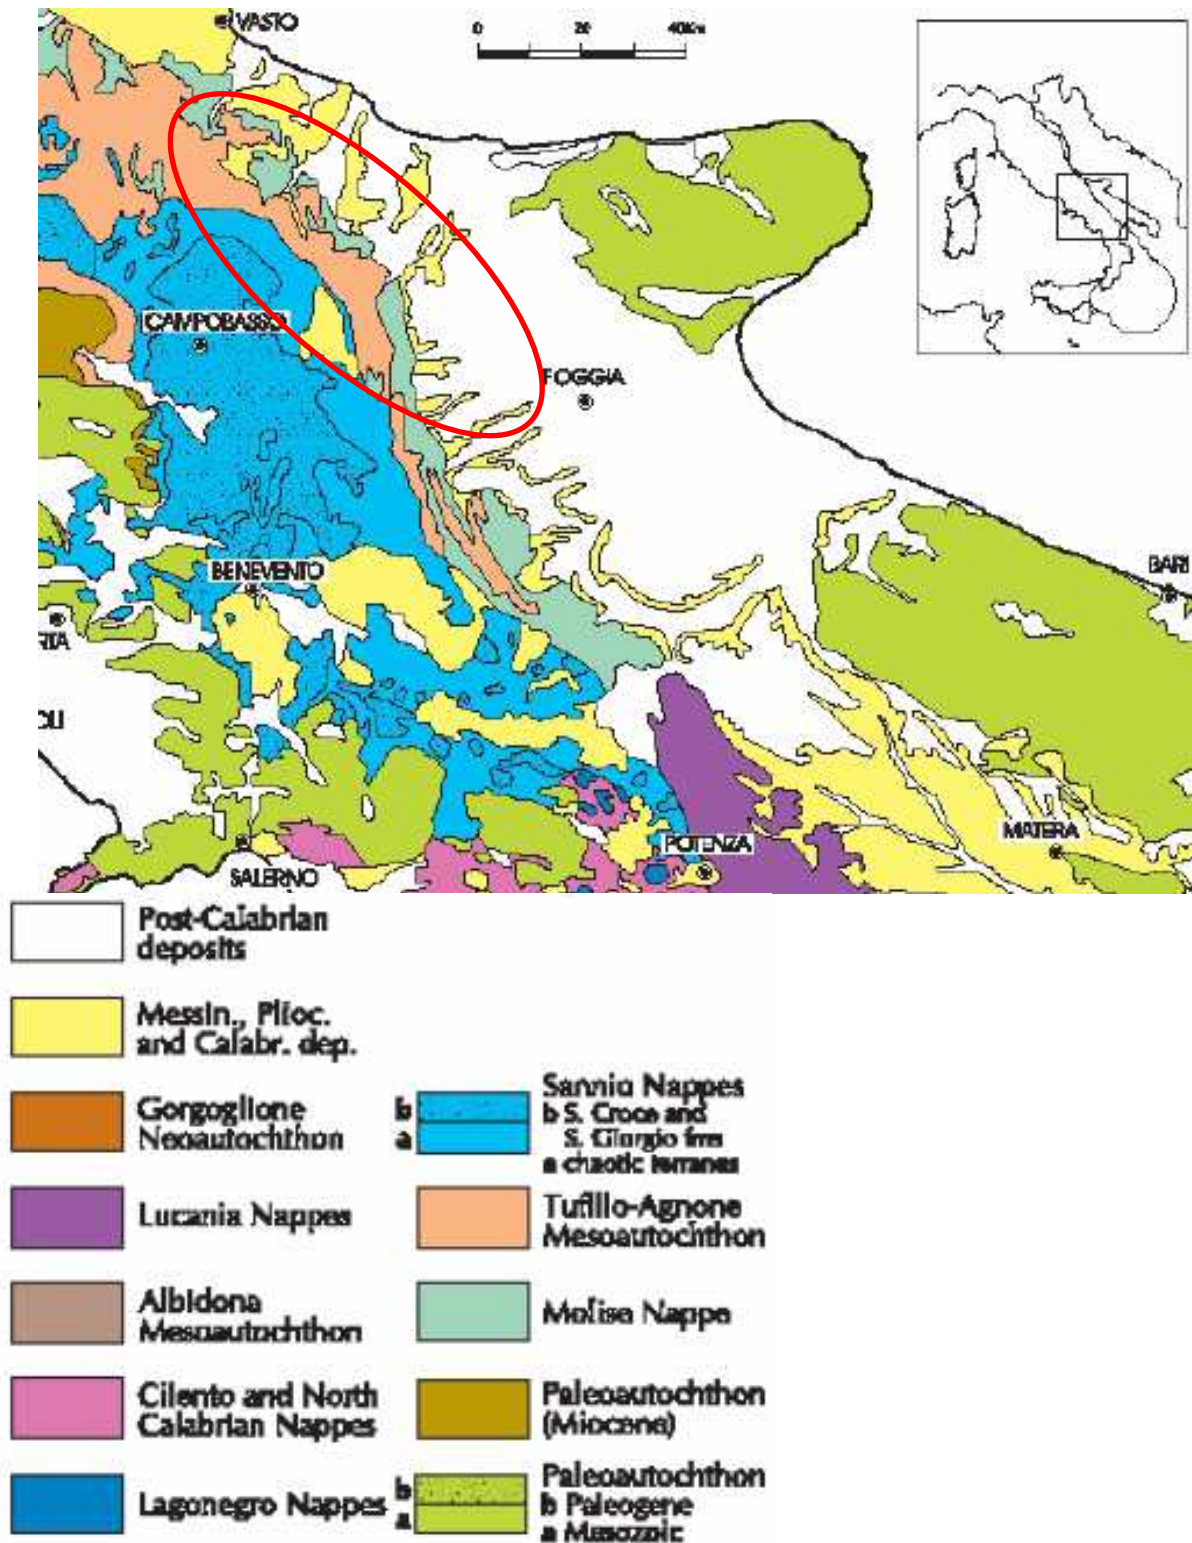 VASTO
0 20 40Km
CAMPOBASSO
FOGGIA
BENEVENTO
BARI
RTA
OLI
MATERA
POTENZA
SALERNO
Post-Calabrian
deposits
Messin., Plioc.
and Calabr. dep.
Gorgoglione
Neoautochthon
Lucania Nappes
Albidona
Mesoautochthon
Cilento and North
Calabrian Nappes
Lagonegro Nappes
b
a
Sannio Nappes
b S. Croce and
S. Giorgio fms
a chaotic terranes
Tufillo-Agnone
Mesoautochthon
Molise Nappe
Paleoautochthon
(Miocene)
b
a
Paleoautochthon
b Paleogene
a Mesozoic